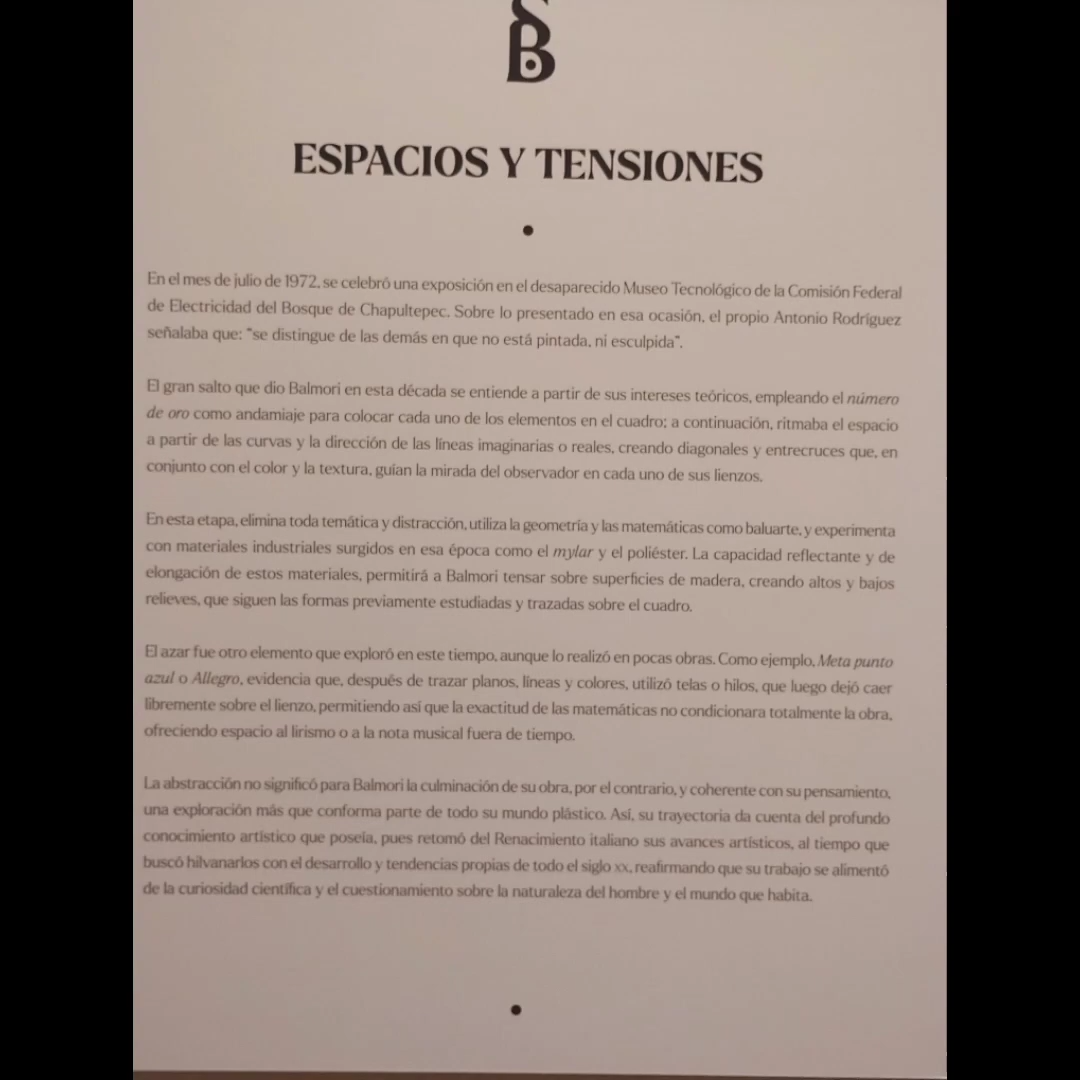 B
ESPACIOS Y TENSIONES
En el mes de julio de 1972, se celebró una exposición en el desaparecido Museo Tecnológico de la Comisión Federal
de Electricidad del Bosque de Chapultepec. Sobre lo presentado en esa ocasión, el propio Antonio Rodríguez
señalaba que: "se distingue de las demás en que no está pintada, ni esculpida".
El gran salto que dio Balmori en esta década se entiende a partir de sus intereses teóricos, empleando el número
de oro como andamiaje para colocar cada uno de los elementos en el cuadro; a continuación, ritmaba el espacio
a partir de las curvas y la dirección de las líneas imaginarias o reales, creando diagonales y entrecruces que, en
conjunto con el color y la textura, guían la mirada del observador en cada uno de sus lienzos.
En esta etapa, elimina toda temática y distracción, utiliza la geometría y las matemáticas como baluarte, y experimenta
con materiales industriales surgidos en esa época como el mylar y el poliéster. La capacidad reflectante y de
elongación de estos materiales, permitirá a Balmori tensar sobre superficies de madera, creando altos y bajos
relieves, que siguen las formas previamente estudiadas y trazadas sobre el cuadro.
El azar fue otro elemento que exploró en este tiempo, aunque lo realizó en pocas obras. Como ejemplo, Meta punto
azul o Allegro, evidencia que, después de trazar planos, líneas y colores, utilizó telas o hilos, que luego dejó caer
libremente sobre el lienzo, permitiendo así que la exactitud de las matemáticas no condicionara totalmente la obra,
ofreciendo espacio al lirismo o a la nota musical fuera de tiempo.
La abstracción no significó para Balmori la culminación de su obra, por el contrario, y coherente con su pensamiento,
una exploración más que conforma parte de todo su mundo plástico. Así, su trayectoria da cuenta del profundo
conocimiento artístico que poseía, pues retomó del Renacimiento italiano sus avances artísticos, al tiempo que
buscó hilvanarlos con el desarrollo y tendencias propias de todo el siglo xx, reafirmando que su trabajo se alimentó
de la curiosidad científica y el cuestionamiento sobre la naturaleza del hombre y el mundo que habita.